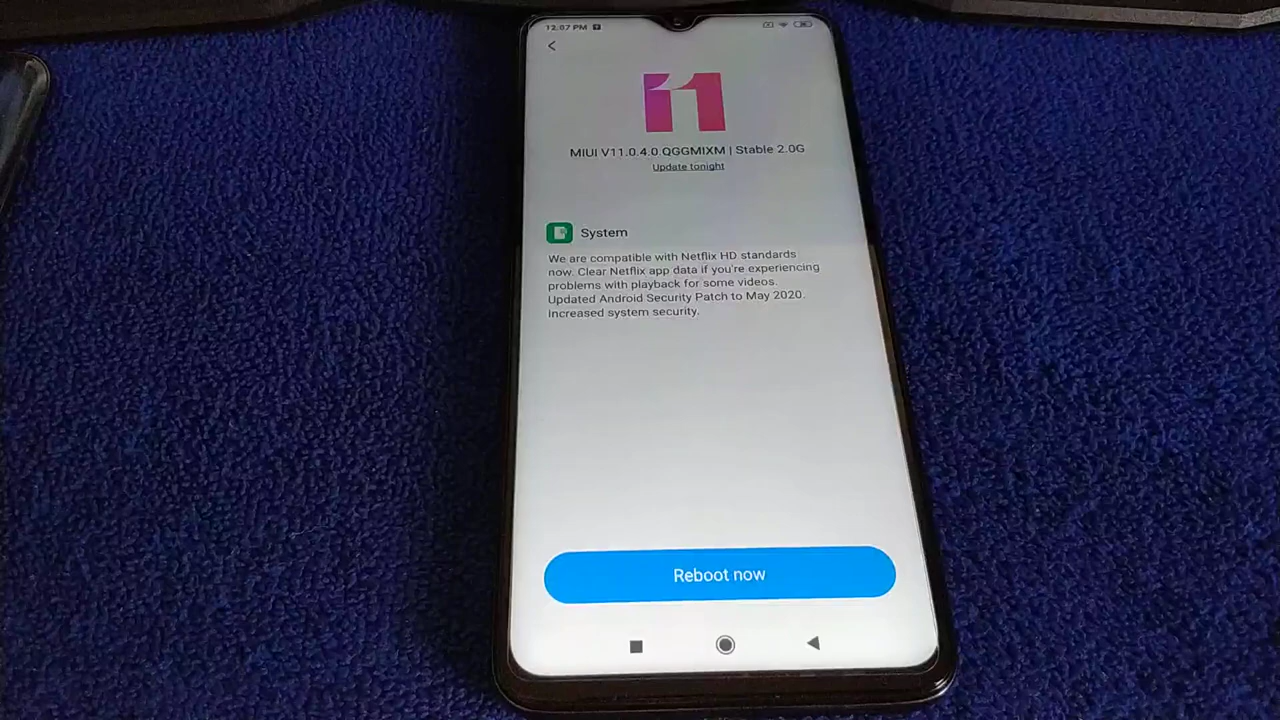 12:07 PM
11
MIUI V11.0.4.0.QGGMIXM | Stable 2.0G
Update tonight
System
We are compatible with Netflix HD standards
now. Clear Netflix app data if you're experiencing
problems with playback for some videos.
Updated Android Security Patch to May 2020.
Increased system security.
Reboot now